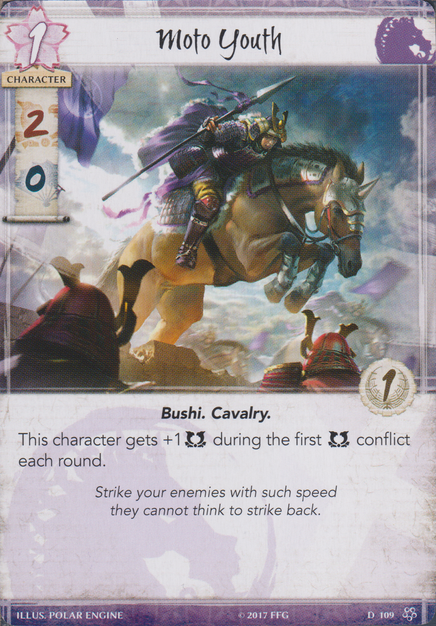 1
Moto Youth
CHARACTER
2
0
1
Bushi. Cavalry.
This character gets +1 during the first conflict
each round.
Strike your enemies with such speed
they cannot think to strike back.
ILLUS. POLAR ENGINE © 2017 FFG D 109